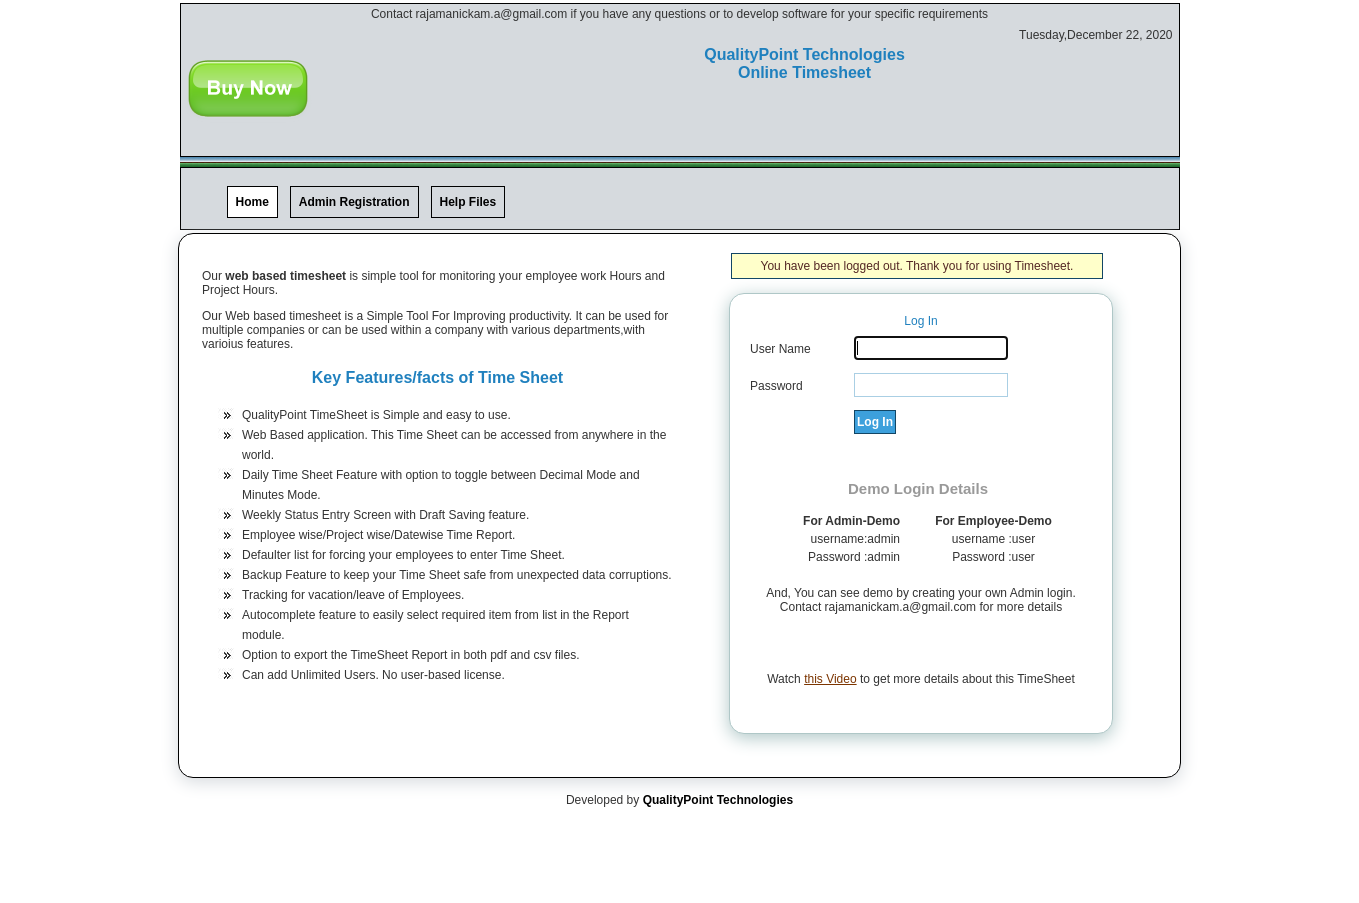 Contact rajamanickam.a@gmail.com if you have any questions or to develop software for your specific requirements
Tuesday,December 22, 2020
QualityPoint Technologies
Online Timesheet
Buy Now
Home
Admin Registration
Help Files
Our web based timesheet is simple tool for monitoring your employee work Hours and
Project Hours.
Our Web based timesheet is a Simple Tool For Improving productivity. It can be used for
multiple companies or can be used within a company with various departments,with
varioius features.
Key Features/facts of Time Sheet
QualityPoint TimeSheet is Simple and easy to use.
Web Based application. This Time Sheet can be accessed from anywhere in the
world.
Daily Time Sheet Feature with option to toggle between Decimal Mode and
Minutes Mode.
Weekly Status Entry Screen with Draft Saving feature.
Employee wise/Project wise/Datewise Time Report.
Defaulter list for forcing your employees to enter Time Sheet.
Backup Feature to keep your Time Sheet safe from unexpected data corruptions.
Tracking for vacation/leave of Employees.
Autocomplete feature to easily select required item from list in the Report
module.
Option to export the TimeSheet Report in both pdf and csv files.
Can add Unlimited Users. No user-based license.
You have been logged out. Thank you for using Timesheet.
Log In
User Name
Password
Log In
Demo Login Details
For Admin-Demo For Employee-Demo
username:admin username :user
Password :admin Password :user
And, You can see demo by creating your own Admin login.
Contact rajamanickam.a@gmail.com for more details
Watch this Video to get more details about this TimeSheet
Developed by QualityPoint Technologies